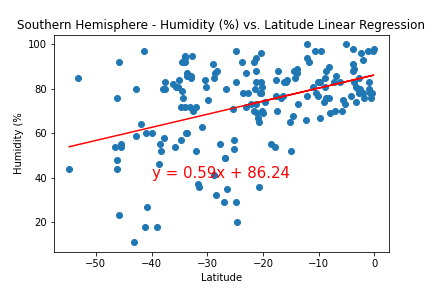 Southern Hemisphere - Humidity (%) vs. Latitude Linear Regression
100
80
60
40
20
Humidity (%
y = 0.59x + 86.24
−50
−40
−30
−20
−10
0
Latitude